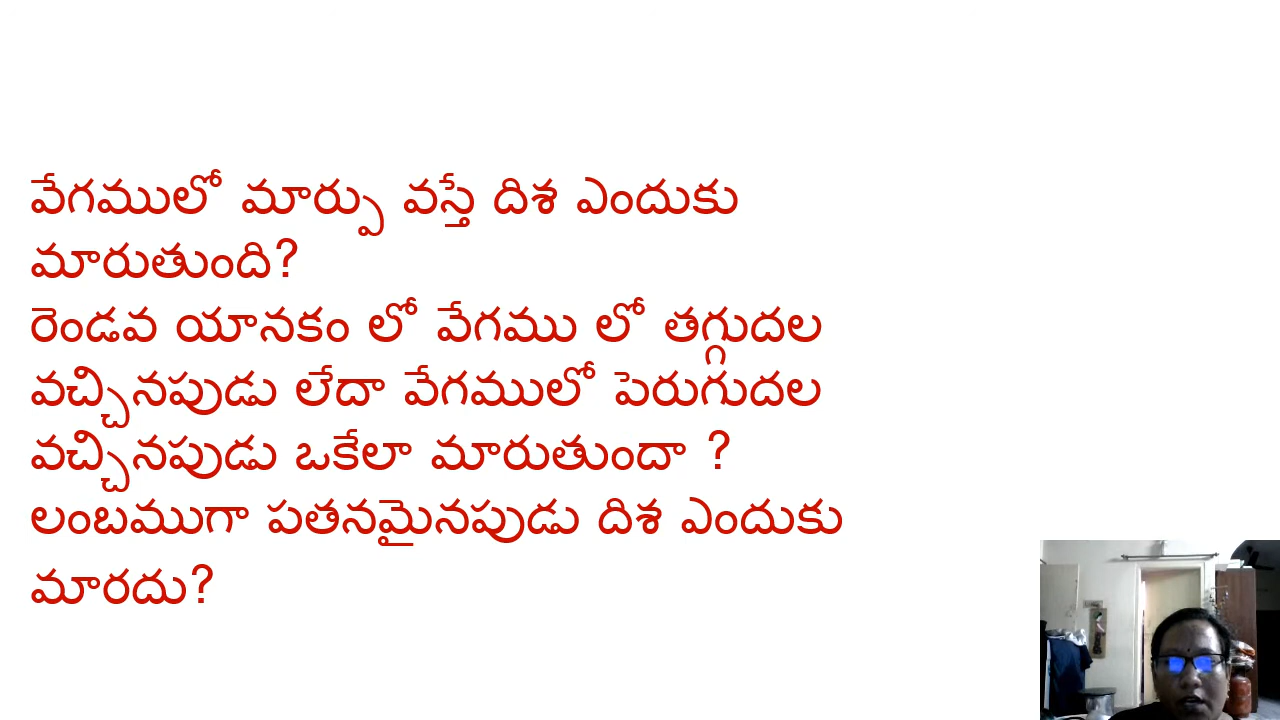 వేగములో మార్పు వస్తే దిశ ఎందుకు
మారుతుంది?
రెండవ యానకం లో వేగము లో తగ్గుదల
వచ్చినపుడు లేదా వేగములో పెరుగుదల
వచ్చినపుడు ఒకేలా మారుతుందా ?
లంబముగా పతనమైనపుడు దిశ ఎందుకు
మారదు?